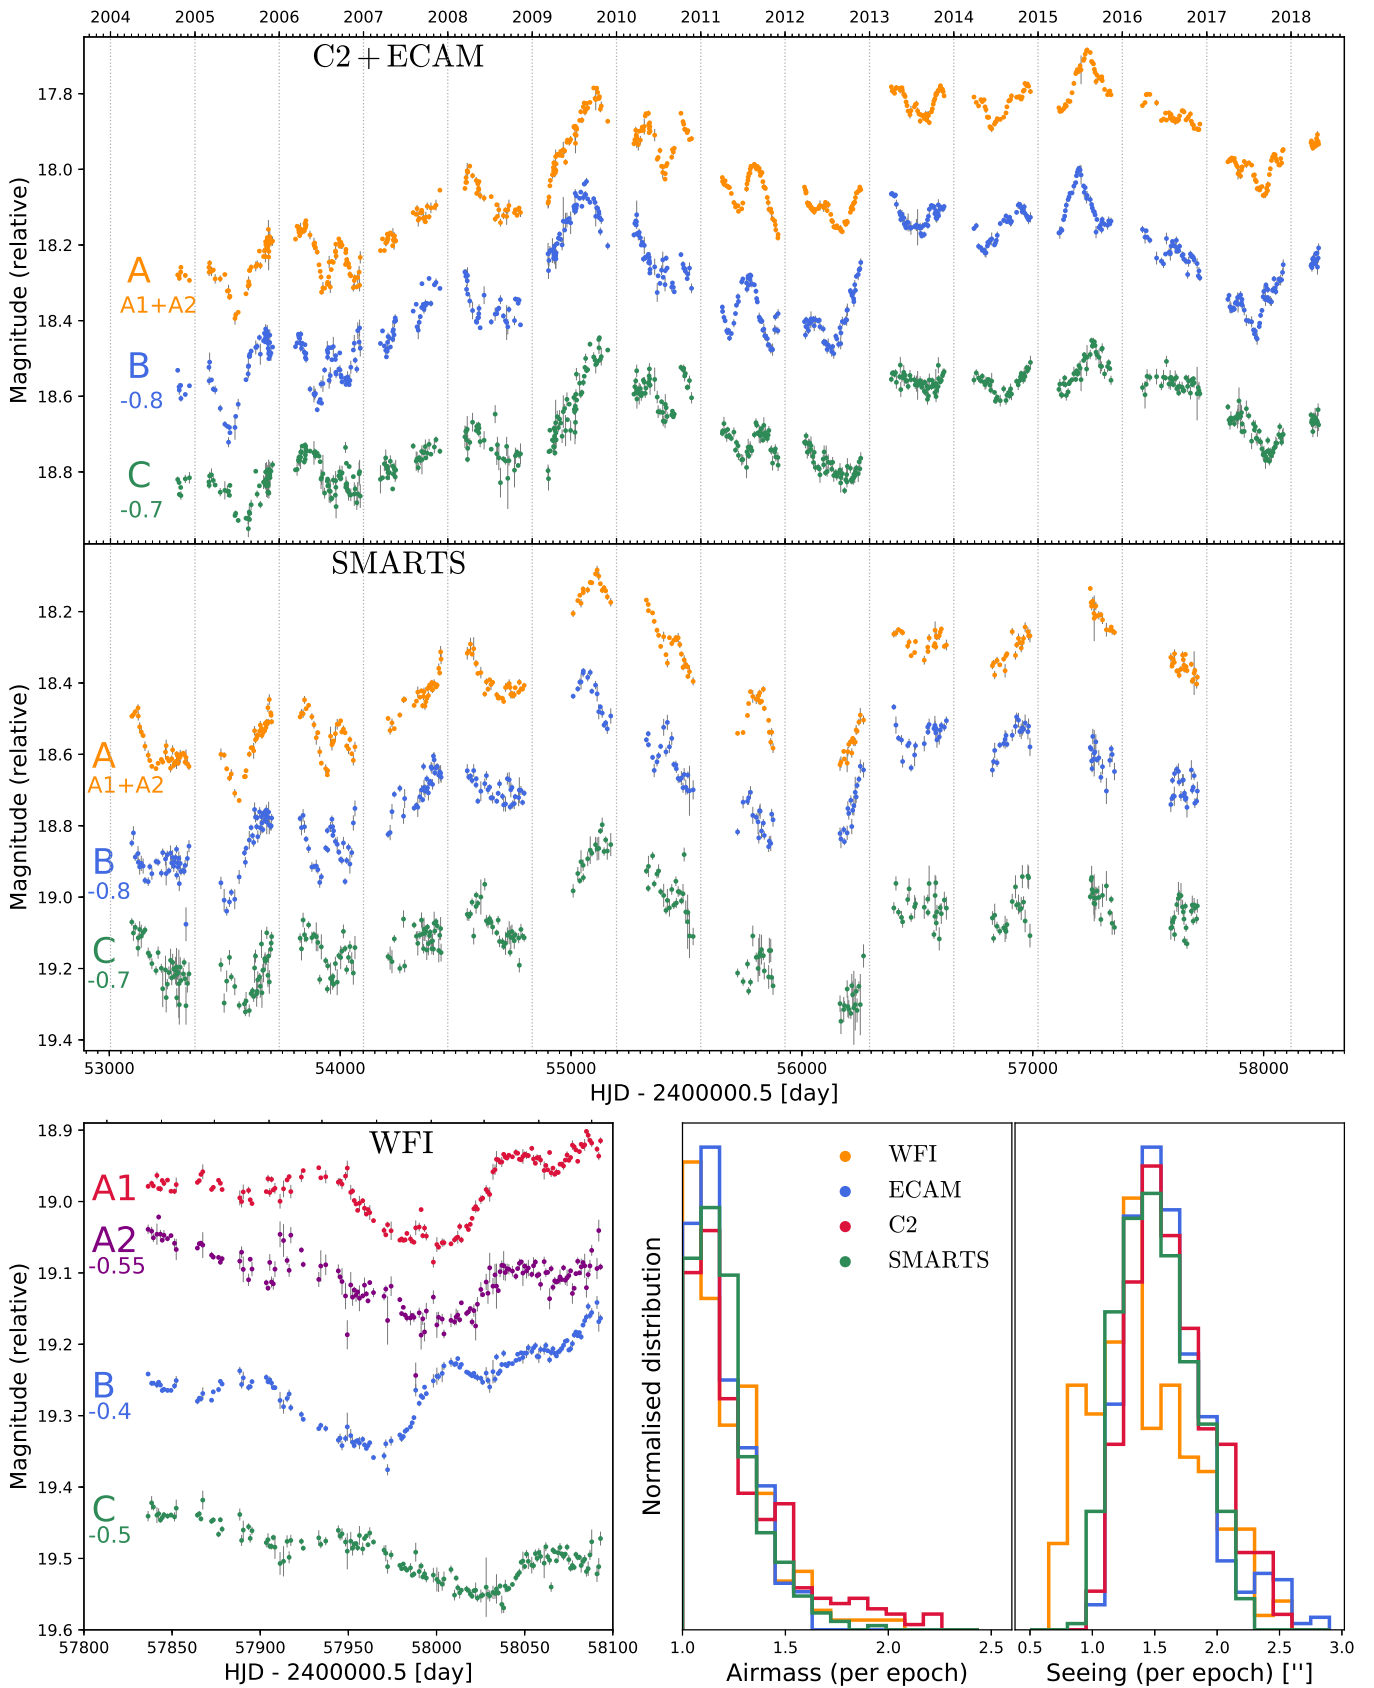 2004 2005 2006 2007 2008 2009 2010 2011 2012 2013 2014 2015 2016 2017 2018
C2 + ECAM
17.8
18.0
18.2
18.4
18.6
18.8
Magnitude (relative)
A
A1+A2
B
-0.8
C
-0.7
SMARTS
18.2
18.4
18.6
18.8
19.0
19.2
19.4
Magnitude (relative)
A
A1+A2
B
-0.8
C
-0.7
53000 54000 55000 56000 57000 58000
HJD - 2400000.5 [day]
WFI
18.9
19.0
19.1
19.2
19.3
19.4
19.5
19.6
Magnitude (relative)
A1
A2
-0.55
B
-0.4
C
-0.5
57800 57850 57900 57950 58000 58050 58100
HJD - 2400000.5 [day]
Normalised distribution
WFI
ECAM
C2
SMARTS
1.0 1.5 2.0 2.5
Airmass (per epoch)
0.5 1.0 1.5 2.0 2.5 3.0
Seeing (per epoch) ['']